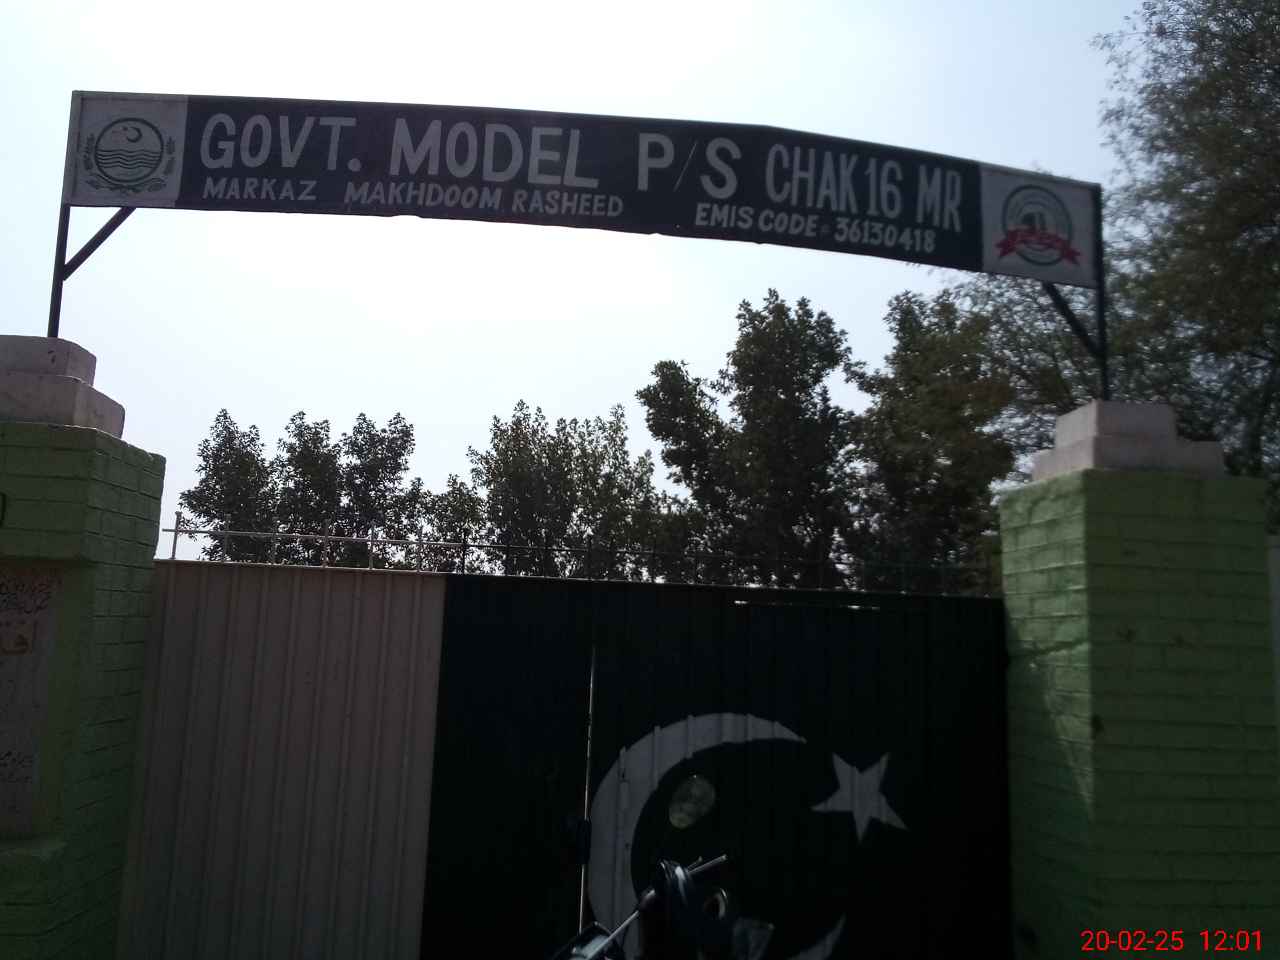 GOVT. MODEL P/S CHAK 16 MR
MARKAZ MAKHDOOM RASHEED EMIS CODE: 36130418
20-02-25 12:01